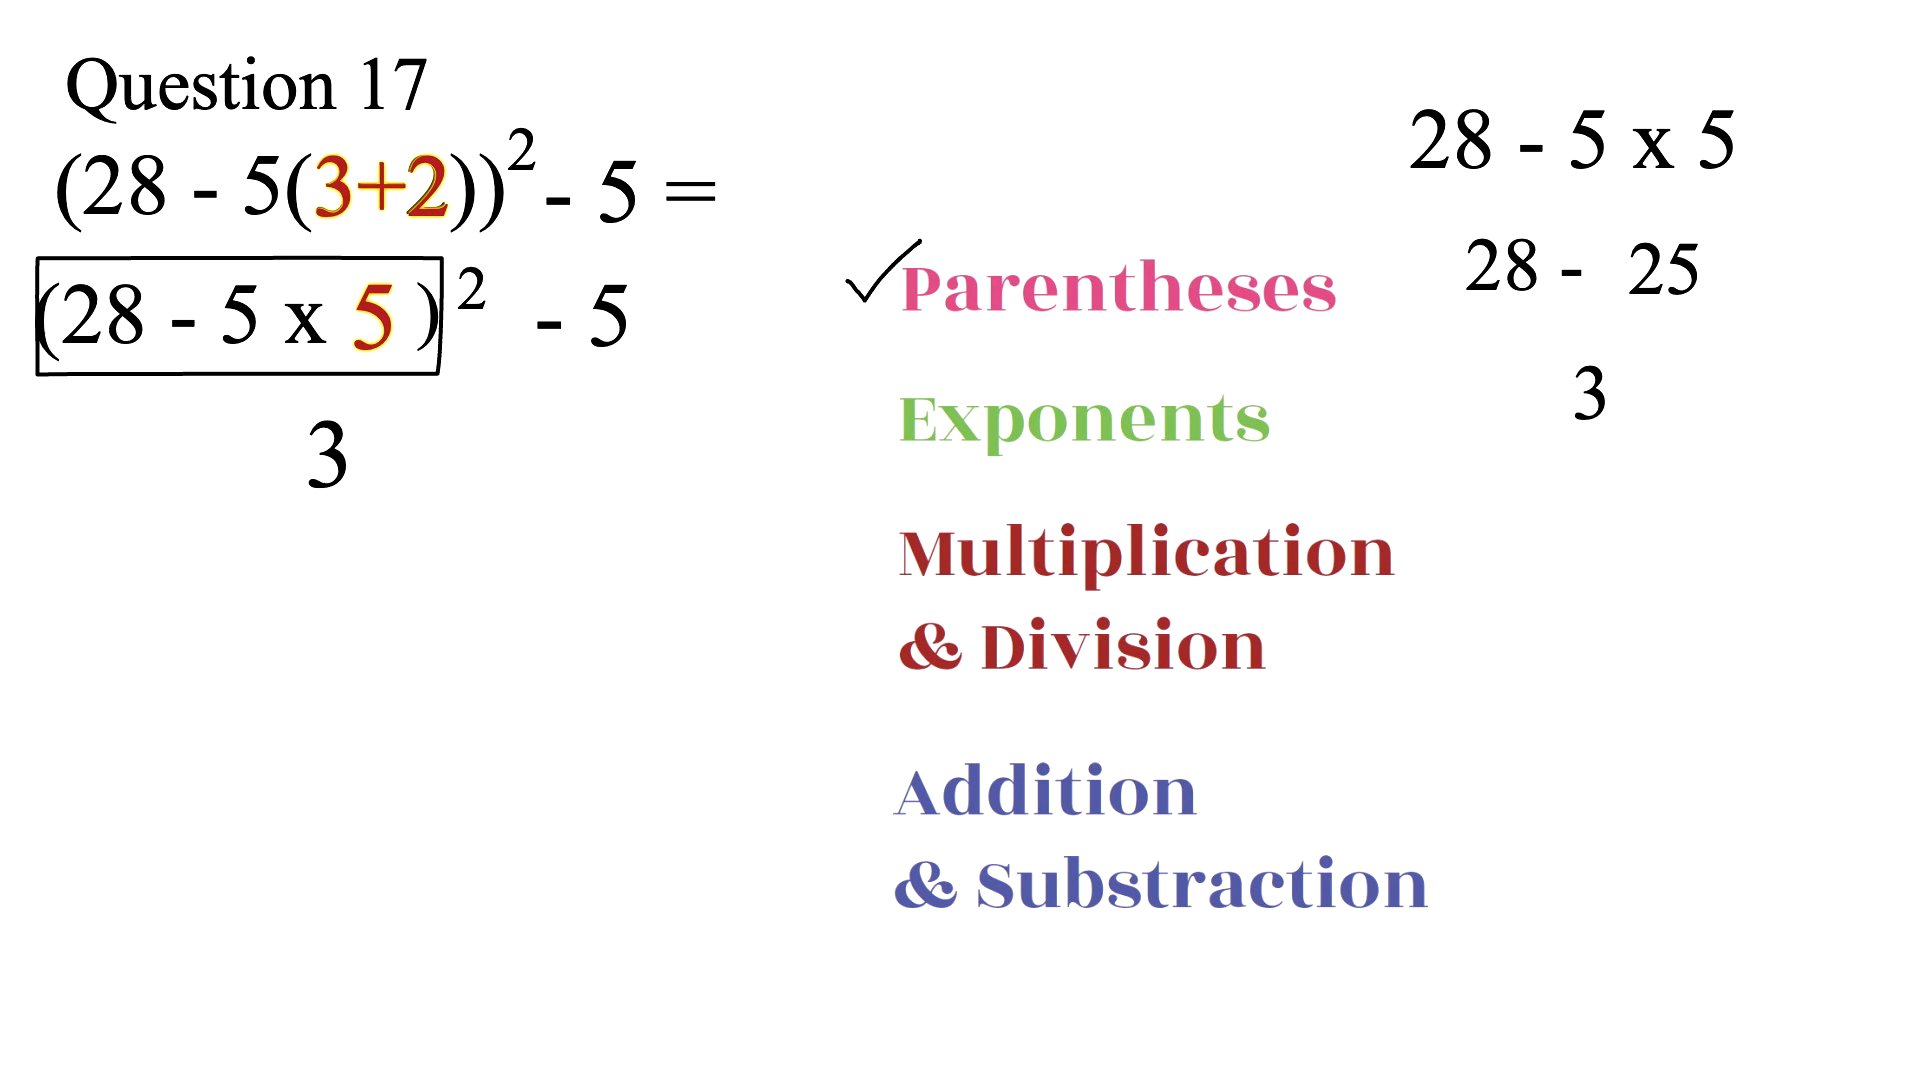 Question 17
(28 - 5(3+2))² - 5 =
(28 - 5 x 5 )² - 5
3
✓Parentheses
Exponents
Multiplication
& Division
Addition
& Substraction
28 - 5 x 5
28 - 25
3